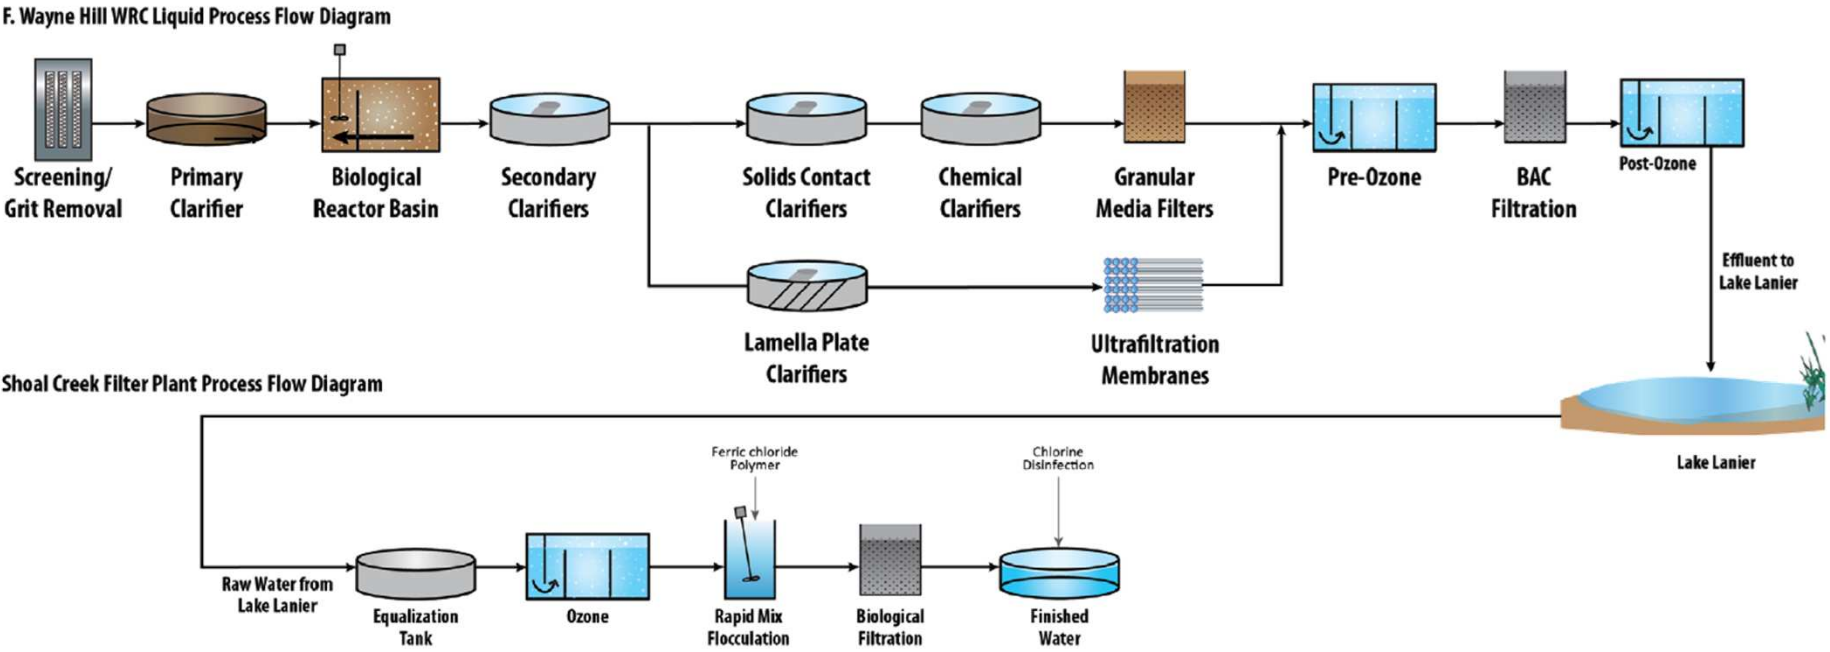 F. Wayne Hill WRC Liquid Process Flow Diagram
Screening/
Grit Removal
Primary
Clarifier
Biological
Reactor Basin
Secondary
Clarifiers
Solids Contact
Clarifiers
Chemical
Clarifiers
Granular
Media Filters
Pre-Ozone
BAC
Filtration
Post-Ozone
Effluent to
Lake Lanier
Lamella Plate
Clarifiers
Ultrafiltration
Membranes
Shoal Creek Filter Plant Process Flow Diagram
Lake Lanier
Raw Water from
Lake Lanier
Equalization
Tank
Ozone
Ferric chloride
Polymer
Rapid Mix
Flocculation
Biological
Filtration
Chlorine
Disinfection
Finished
Water